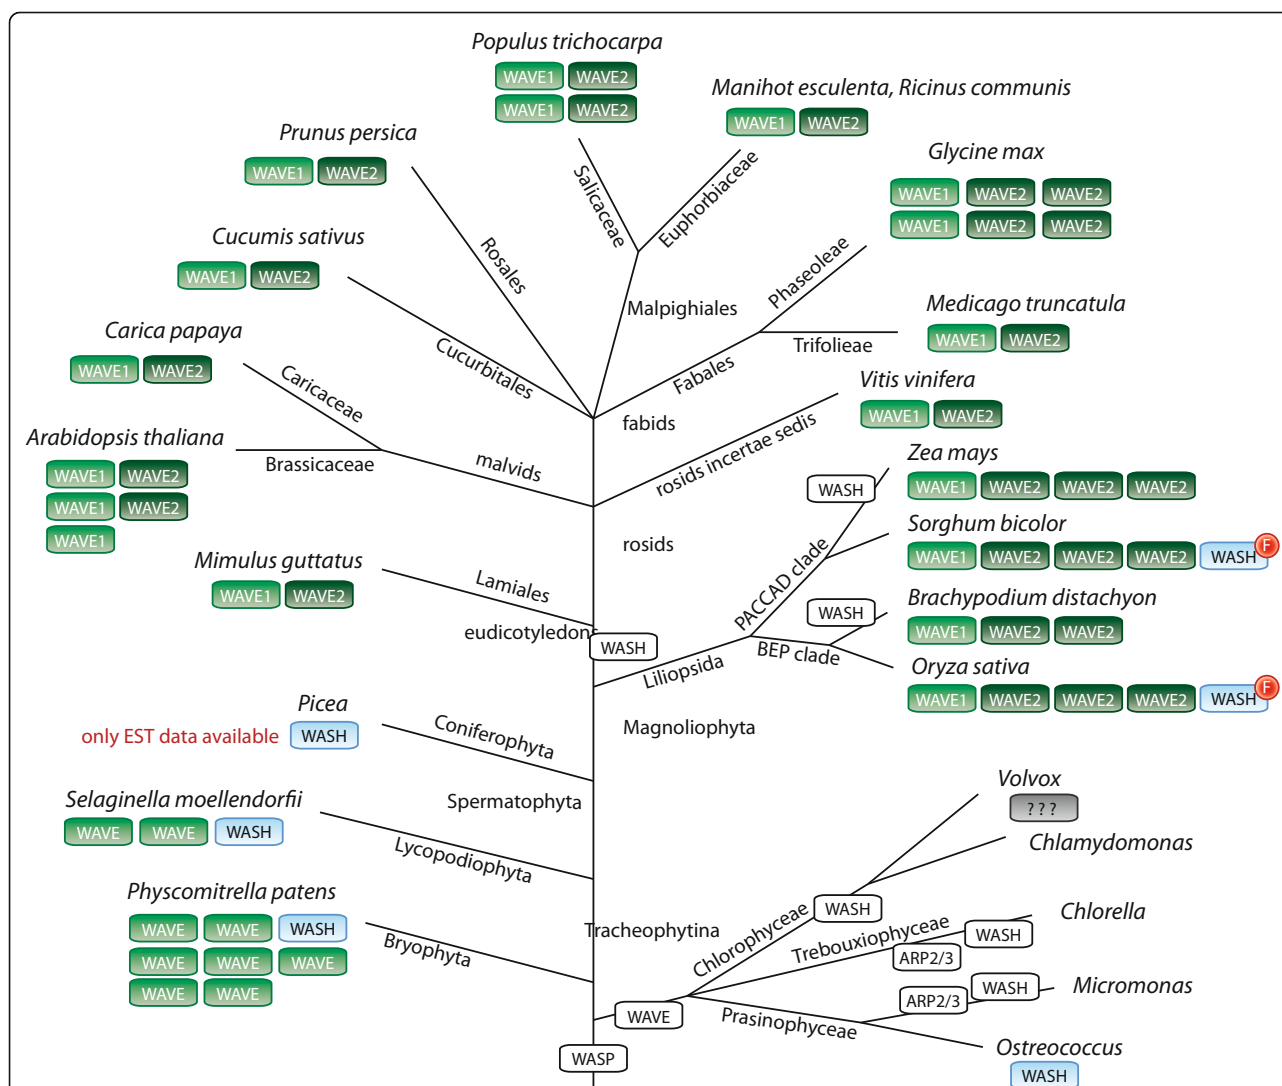 Populus trichocarpa
WAVE1 WAVE2
WAVE1 WAVE2
Manihot esculenta, Ricinus communis
WAVE1 WAVE2
Prunus persica
WAVE1 WAVE2
Glycine max
WAVE1 WAVE2 WAVE2
WAVE1 WAVE2 WAVE2
Salicaceae
Euphorbiaceae
Cucumis sativus
WAVE1 WAVE2
Rosales
Phaseoleae
Malpighiales
Medicago truncatula
WAVE1 WAVE2
Trifolieae
Carica papaya
WAVE1 WAVE2
Cucurbitales
Fabales
Caricaceae
Vitis vinifera
WAVE1 WAVE2
fabids
Arabidopsis thaliana
WAVE1 WAVE2
WAVE1 WAVE2
WAVE1
Brassicaceae
malvids
rosids incertae sedis
Zea mays
WAVE1 WAVE2 WAVE2 WAVE2
WASH
rosids
Sorghum bicolor
WAVE1 WAVE2 WAVE2 WAVE2 WASH F
PACCAD clade
Mimulus guttatus
WAVE1 WAVE2
Lamiales
eudicotyledons
WASH
WASH
Brachypodium distachyon
WAVE1 WAVE2 WAVE2
BEP clade
Liliopsida
Oryza sativa
WAVE1 WAVE2 WAVE2 WAVE2 WASH F
Picea
only EST data available WASH
Coniferophyta
Magnoliophyta
Spermatophyta
Volvox
? ? ?
Chlamydomonas
Selaginella moellendorfii
WAVE WAVE WASH
Lycopodiophyta
Physcomitrella patens
WAVE WAVE WASH
WAVE WAVE WAVE
WAVE WAVE
Bryophyta
Tracheophytina
Chlorophyceae
WASH
Chlorella
Trebouxiophyceae
WASH
ARP2/3
Micromonas
WASH
ARP2/3
WAVE
Prasinophyceae
Ostreococcus
WASH
WASP